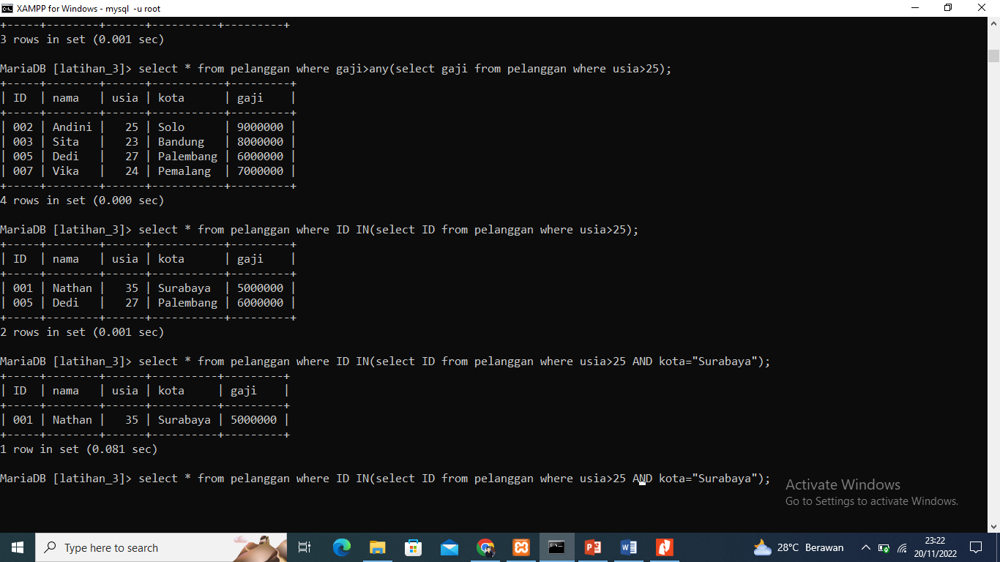 XAMPP for Windows - mysql -u root
+-----+--------+------+----------+---------+
3 rows in set (0.001 sec)
MariaDB [latihan_3]> select * from pelanggan where gaji>any(select gaji from pelanggan where usia>25);
+-----+--------+------+-----------+---------+
| ID  | nama   | usia | kota      | gaji    |
+-----+--------+------+-----------+---------+
| 002 | Andini |   25 | Solo      | 9000000 |
| 003 | Sita   |   23 | Bandung   | 8000000 |
| 005 | Dedi   |   27 | Palembang | 6000000 |
| 007 | Vika   |   24 | Pemalang  | 7000000 |
+-----+--------+------+-----------+---------+
4 rows in set (0.000 sec)
MariaDB [latihan_3]> select * from pelanggan where ID IN(select ID from pelanggan where usia>25);
+-----+--------+------+-----------+---------+
| ID  | nama   | usia | kota      | gaji    |
+-----+--------+------+-----------+---------+
| 001 | Nathan |   35 | Surabaya  | 5000000 |
| 005 | Dedi   |   27 | Palembang | 6000000 |
+-----+--------+------+-----------+---------+
2 rows in set (0.001 sec)
MariaDB [latihan_3]> select * from pelanggan where ID IN(select ID from pelanggan where usia>25 AND kota="Surabaya");
+-----+--------+------+----------+---------+
| ID  | nama   | usia | kota     | gaji    |
+-----+--------+------+----------+---------+
| 001 | Nathan |   35 | Surabaya | 5000000 |
+-----+--------+------+----------+---------+
1 row in set (0.081 sec)
MariaDB [latihan_3]> select * from pelanggan where ID IN(select ID from pelanggan where usia>25 AND kota="Surabaya");
Activate Windows
Go to Settings to activate Windows.
Type here to search
28°C Berawan
23:22
20/11/2022